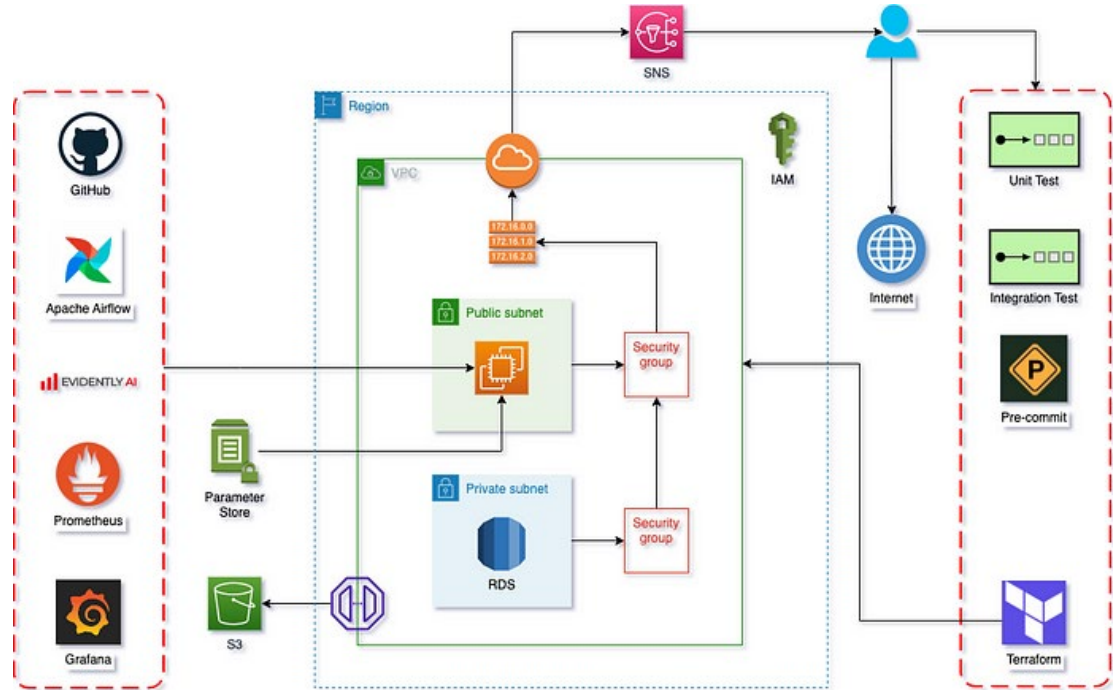 SNS
Region
GitHub
Apache Airflow
EVIDENTLY AI
Prometheus
Grafana
VPC
IAM
172.16.0.0
172.16.1.0
172.16.2.0
Public subnet
Security
group
Parameter
Store
Private subnet
RDS
Security
group
S3
Internet
Unit Test
Integration Test
P
Pre-commit
Terraform